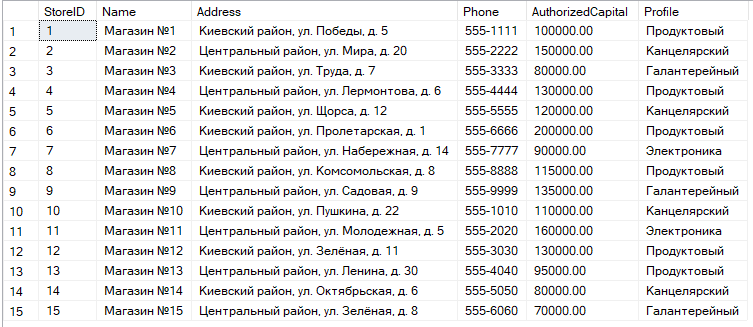 StoreID Name Address Phone AuthorizedCapital Profile
1 1 Магазин №1 Киевский район, ул. Победы, д. 5 555-1111 100000.00 Продуктовый
2 2 Магазин №2 Центральный район, ул. Мира, д. 20 555-2222 150000.00 Канцелярский
3 3 Магазин №3 Киевский район, ул. Труда, д. 7 555-3333 80000.00 Галантерейный
4 4 Магазин №4 Центральный район, ул. Лермонтова, д. 6 555-4444 130000.00 Продуктовый
5 5 Магазин №5 Киевский район, ул. Щорса, д. 12 555-5555 120000.00 Канцелярский
6 6 Магазин №6 Киевский район, ул. Пролетарская, д. 1 555-6666 200000.00 Продуктовый
7 7 Магазин №7 Центральный район, ул. Набережная, д. 14 555-7777 90000.00 Электроника
8 8 Магазин №8 Киевский район, ул. Комсомольская, д. 8 555-8888 115000.00 Продуктовый
9 9 Магазин №9 Центральный район, ул. Садовая, д. 9 555-9999 135000.00 Галантерейный
10 10 Магазин №10 Киевский район, ул. Пушкина, д. 22 555-1010 110000.00 Канцелярский
11 11 Магазин №11 Центральный район, ул. Молодежная, д. 5 555-2020 160000.00 Электроника
12 12 Магазин №12 Киевский район, ул. Зелёная, д. 11 555-3030 130000.00 Продуктовый
13 13 Магазин №13 Центральный район, ул. Ленина, д. 30 555-4040 95000.00 Продуктовый
14 14 Магазин №14 Киевский район, ул. Октябрьская, д. 6 555-5050 80000.00 Канцелярский
15 15 Магазин №15 Центральный район, ул. Зелёная, д. 8 555-6060 70000.00 Галантерейный